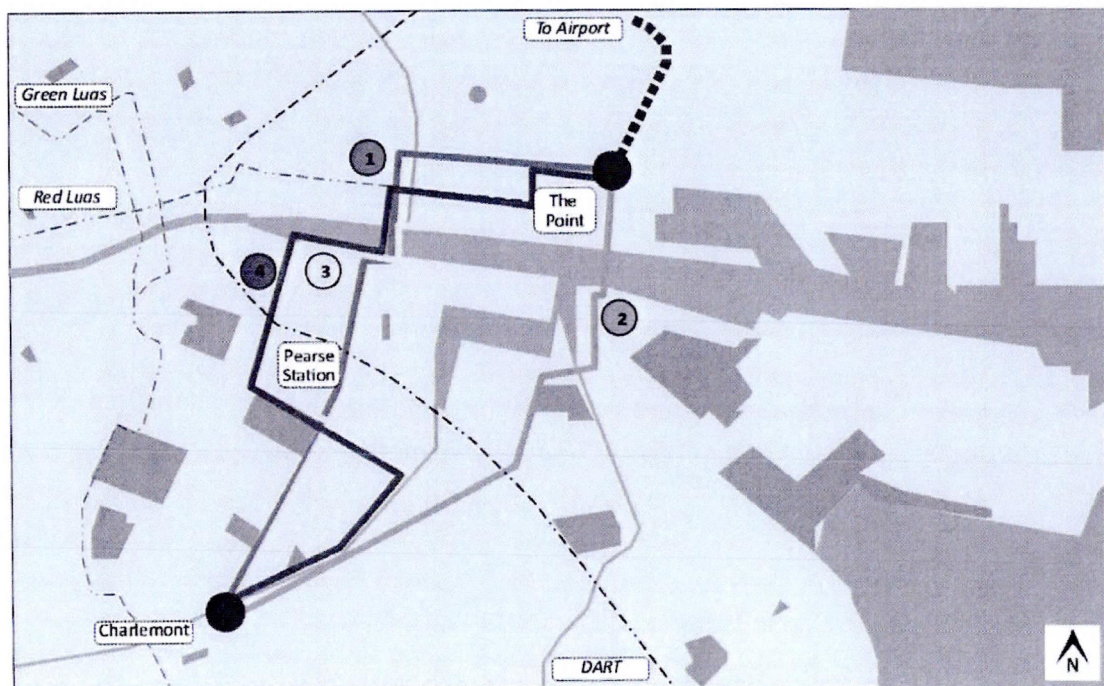 To Airport
Green Luas
1
Red Luas
The
Point
4
3
2
Pearse
Station
Charlemont
DART
N